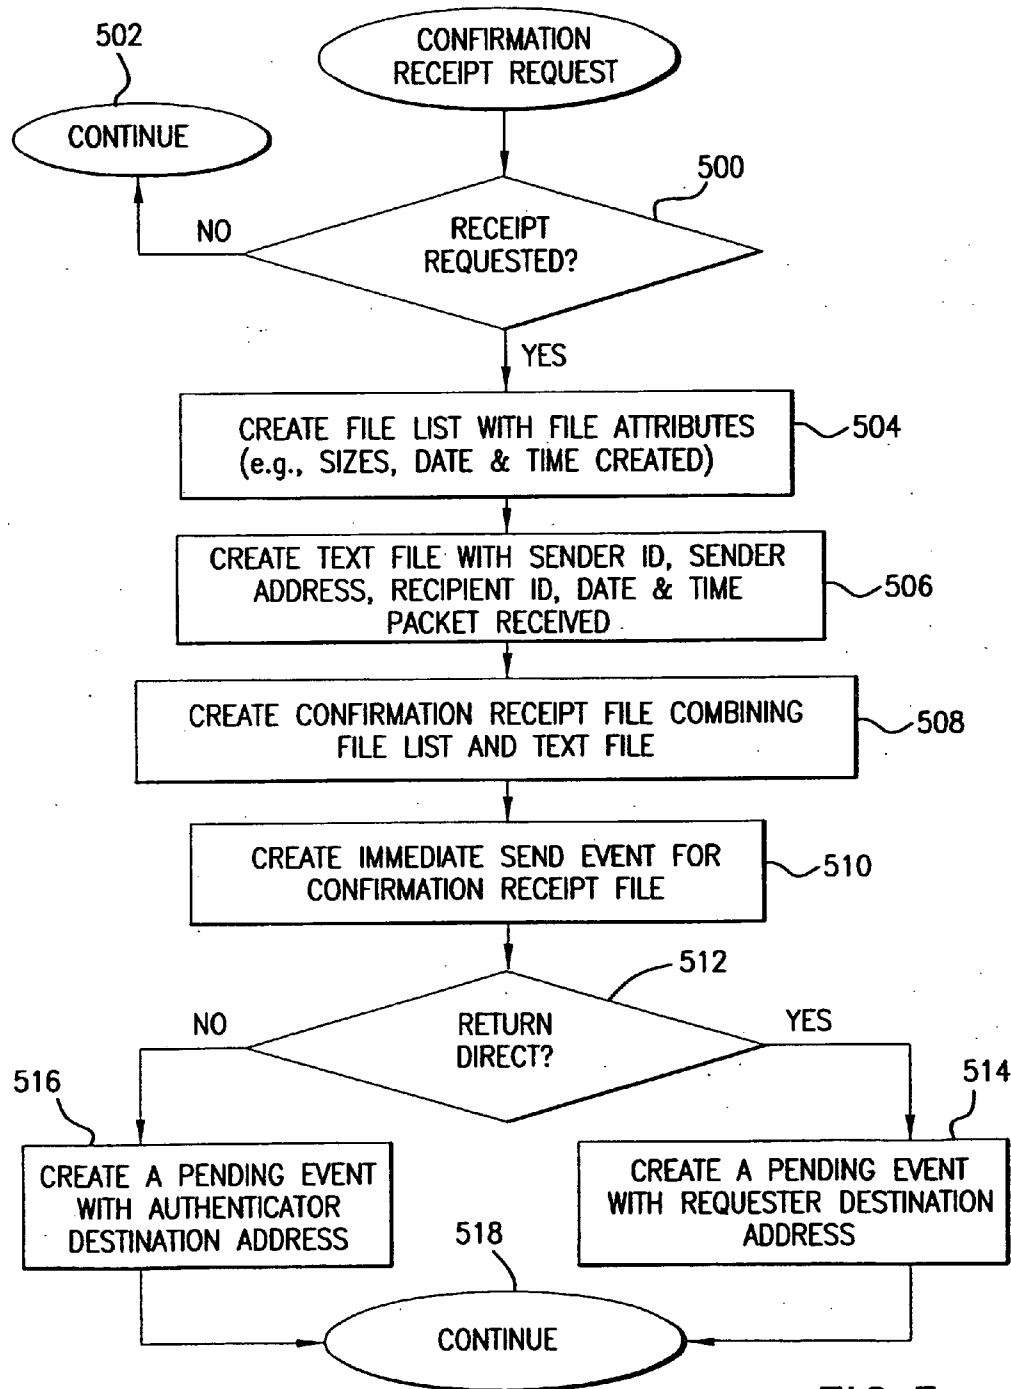 502
CONFIRMATION
RECEIPT REQUEST
CONTINUE
500
RECEIPT
REQUESTED?
NO
YES
CREATE FILE LIST WITH FILE ATTRIBUTES
(e.g., SIZES, DATE & TIME CREATED)
504
CREATE TEXT FILE WITH SENDER ID, SENDER
ADDRESS, RECIPIENT ID, DATE & TIME
PACKET RECEIVED
506
CREATE CONFIRMATION RECEIPT FILE COMBINING
FILE LIST AND TEXT FILE
508
CREATE IMMEDIATE SEND EVENT FOR
CONFIRMATION RECEIPT FILE
510
512
RETURN
DIRECT?
NO
YES
516
514
CREATE A PENDING EVENT
WITH AUTHENTICATOR
DESTINATION ADDRESS
CREATE A PENDING EVENT
WITH REQUESTER DESTINATION
ADDRESS
518
CONTINUE